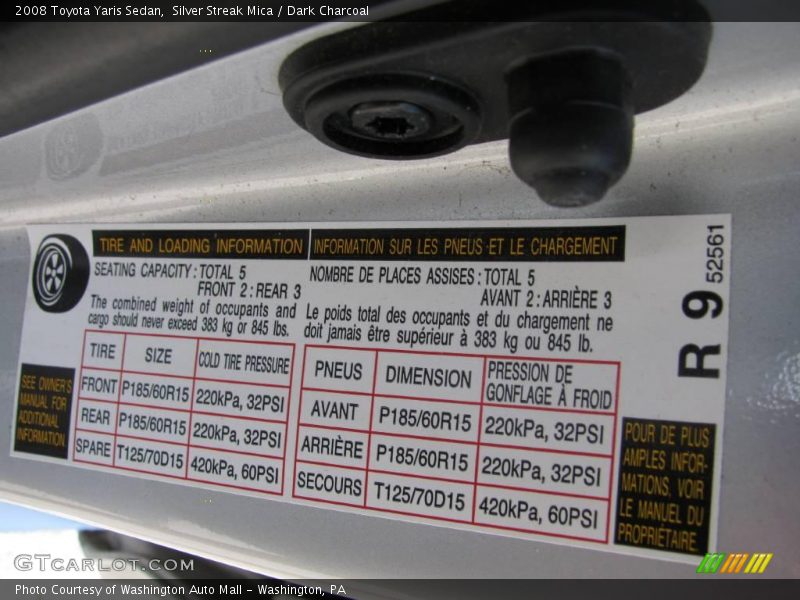 2008 Toyota Yaris Sedan,  Silver Streak Mica / Dark Charcoal
TIRE AND LOADING INFORMATION
INFORMATION SUR LES PNEUS ET LE CHARGEMENT
SEATING CAPACITY : TOTAL 5
FRONT 2 : REAR 3
The combined weight of occupants and
cargo should never exceed 383 kg or 845 lbs.
NOMBRE DE PLACES ASSISES : TOTAL 5
AVANT 2 : ARRIÈRE 3
Le poids total des occupants et du chargement ne
doit jamais être supérieur à 383 kg ou 845 lb.
TIRE SIZE COLD TIRE PRESSURE
FRONT P185/60R15 220kPa, 32PSI
REAR P185/60R15 220kPa, 32PSI
SPARE T125/70D15 420kPa, 60PSI
PNEUS DIMENSION PRESSION DE
GONFLAGE À FROID
AVANT P185/60R15 220kPa, 32PSI
ARRIÈRE P185/60R15 220kPa, 32PSI
SECOURS T125/70D15 420kPa, 60PSI
SEE OWNER'S
MANUAL FOR
ADDITIONAL
INFORMATION
POUR DE PLUS
AMPLES INFOR-
MATIONS, VOIR
LE MANUEL DU
PROPRIÉTAIRE
R 9
52561
GTCarLot.com
Photo Courtesy of Washington Auto Mall - Washington, PA